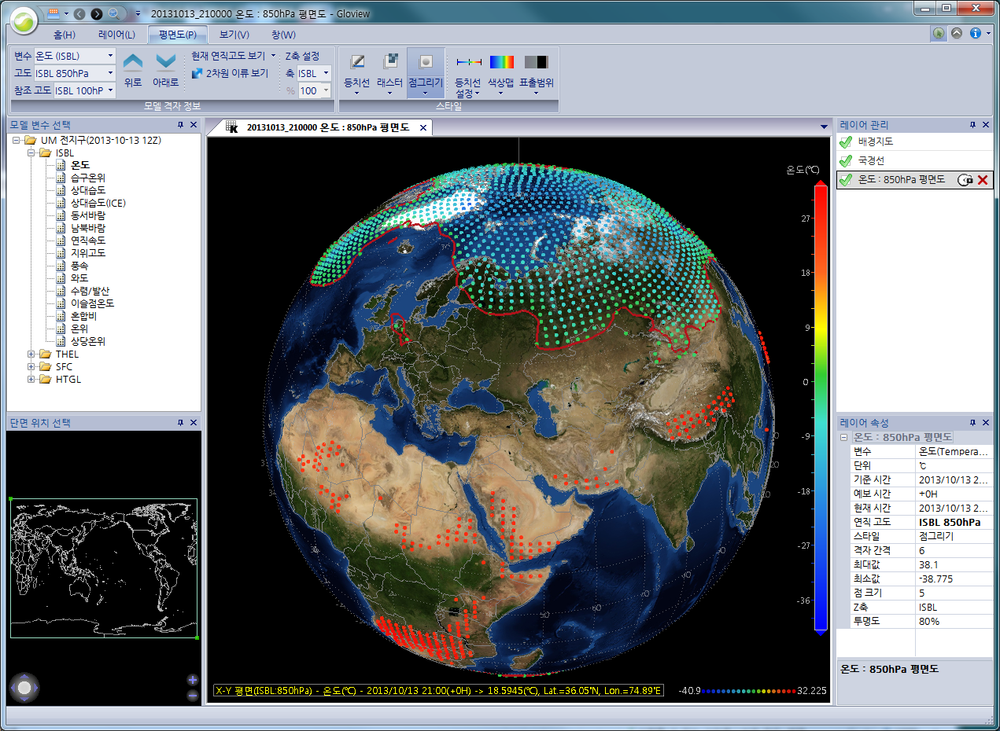 20131013_210000 온도 : 850hPa 평면도 - Gloview
홈(H) 레이어(L) 평면도(P) 보기(V) 창(W)
변수 온도 (ISBL)
고도 ISBL 850hPa
참조 고도 ISBL 100hP
위로
아래로
현재 연직고도 보기
2차원 이류 보기
Z축 설정
축 ISBL
% 100
모델 격자 정보
등치선
래스터
점그리기
등치선 설정
색상맵
표출범위
스타일
모델 변수 선택
UM 전지구(2013-10-13 12Z)
ISBL
온도
습구온위
상대습도
상대습도(ICE)
동서바람
남북바람
연직속도
지위고도
풍속
와도
수렴/발산
이슬점온도
혼합비
온위
상당온위
THEL
SFC
HTGL
단면 위치 선택
20131013_210000 온도 : 850hPa 평면도
온도(℃)
27
18
9
0
-9
-18
-27
-36
X-Y 평면(ISBL:850hPa) - 온도(℃) - 2013/10/13 21:00(+0H) -> 18.5945(℃), Lat.=36.05°N, Lon.=74.89°E
-40.9 32.225
레이어 관리
배경지도
국경선
온도 : 850hPa 평면도
레이어 속성
온도 : 850hPa 평면도
변수 온도(Tempera...
단위 ℃
기준 시간 2013/10/13 2...
예보 시간 +0H
현재 시간 2013/10/13 2...
연직 고도 ISBL 850hPa
스타일 점그리기
격자 간격 6
최대값 38.1
최소값 -38.775
점 크기 5
Z축 ISBL
투명도 80%
온도 : 850hPa 평면도